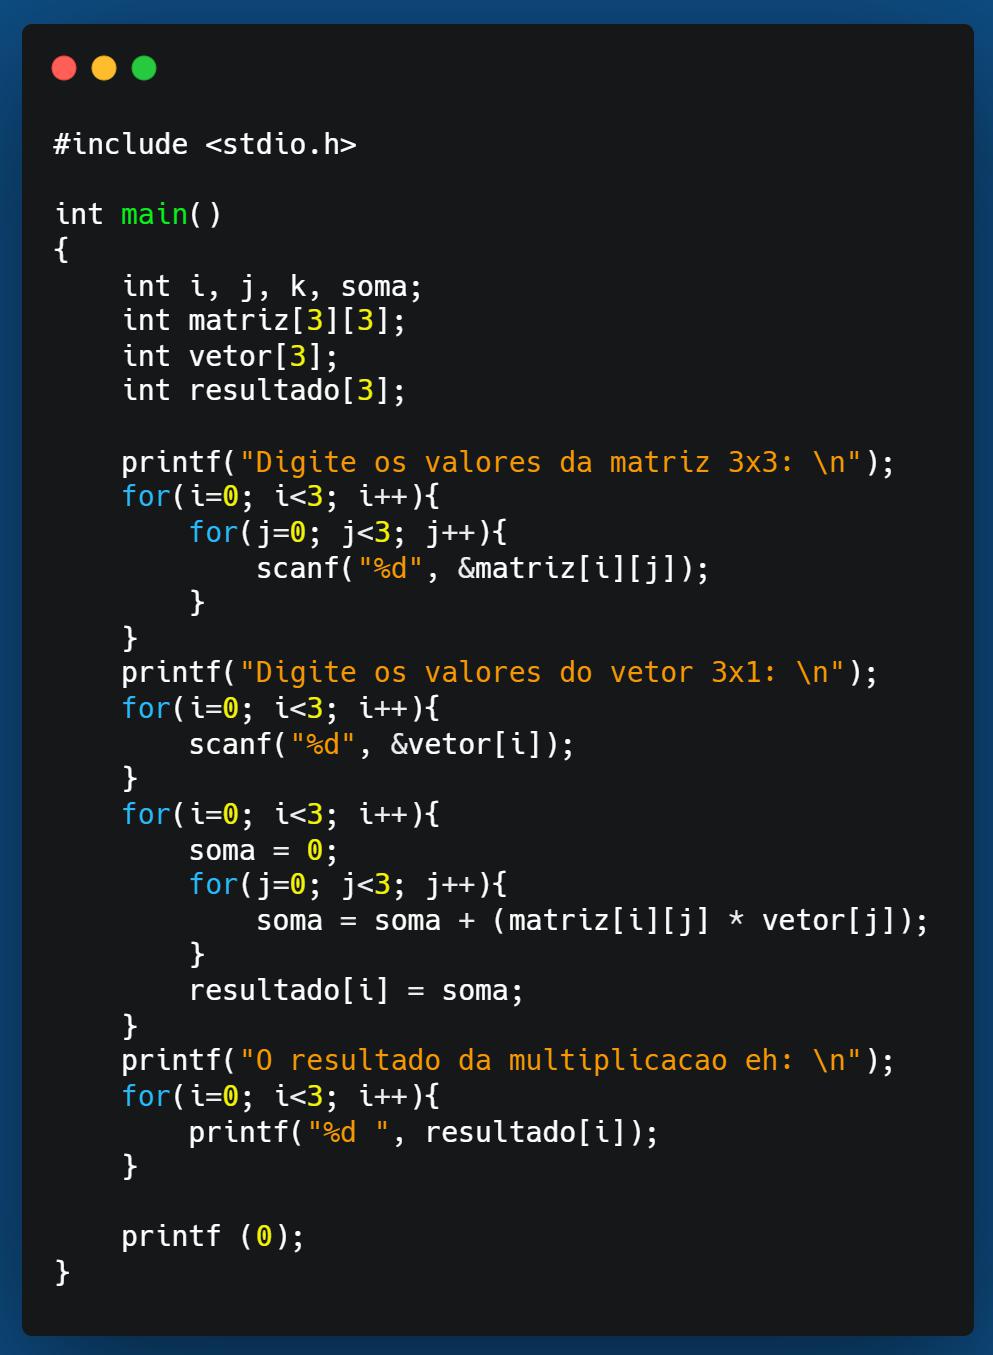 #include <stdio.h>

int main()
{
    int i, j, k, soma;
    int matriz[3][3];
    int vetor[3];
    int resultado[3];

    printf("Digite os valores da matriz 3x3: \n");
    for(i=0; i<3; i++){
        for(j=0; j<3; j++){
            scanf("%d", &matriz[i][j]);
        }
    }
    printf("Digite os valores do vetor 3x1: \n");
    for(i=0; i<3; i++){
        scanf("%d", &vetor[i]);
    }
    for(i=0; i<3; i++){
        soma = 0;
        for(j=0; j<3; j++){
            soma = soma + (matriz[i][j] * vetor[j]);
        }
        resultado[i] = soma;
    }
    printf("O resultado da multiplicacao eh: \n");
    for(i=0; i<3; i++){
        printf("%d ", resultado[i]);
    }

    printf (0);
}